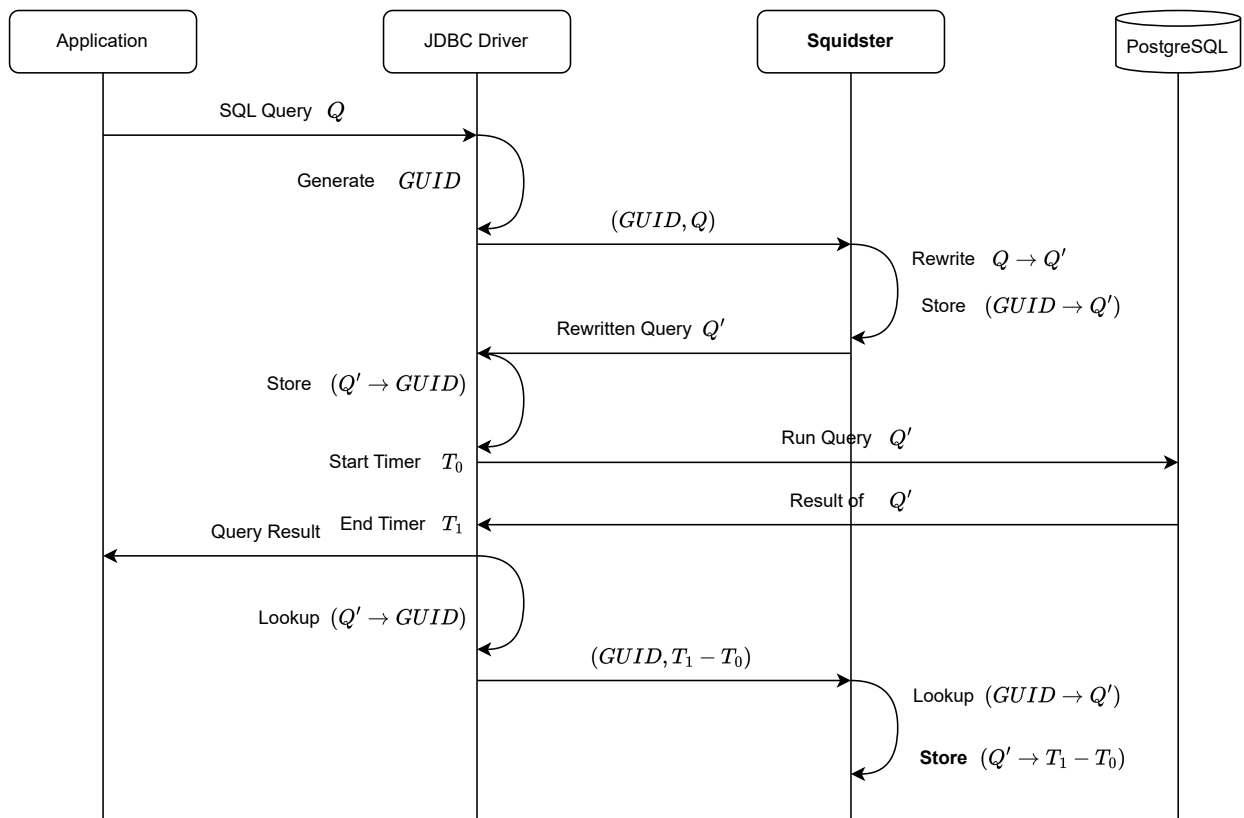 Application
JDBC Driver
Squidster
PostgreSQL
SQL Query Q
Generate GUID
(GUID, Q)
Rewrite Q → Q′
Store (GUID → Q′)
Rewritten Query Q′
Store (Q′ → GUID)
Run Query Q′
Start Timer T₀
Result of Q′
End Timer T₁
Query Result
Lookup (Q′ → GUID)
(GUID, T₁ − T₀)
Lookup (GUID → Q′)
Store (Q′ → T₁ − T₀)